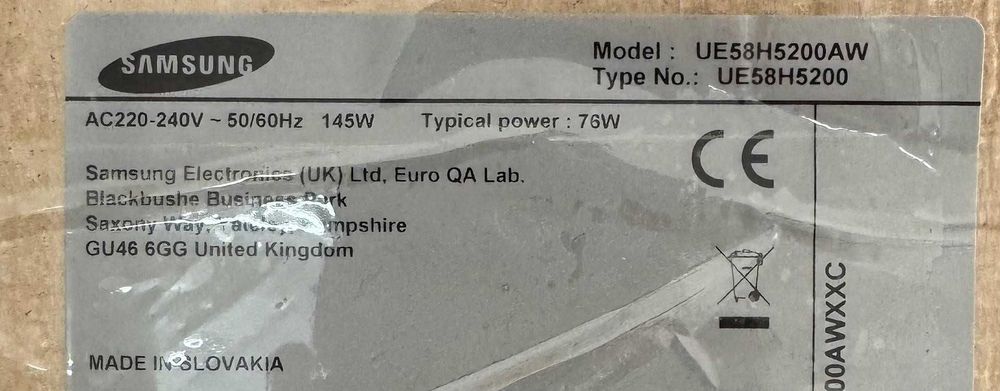 SAMSUNG
Model : UE58H5200AW
Type No.: UE58H5200
AC220-240V ~ 50/60Hz 145W Typical power : 76W
CE
Samsung Electronics (UK) Ltd, Euro QA Lab.
Blackbushe Business Park
Saxony Way,
GU46 6GG United Kingdom
MADE IN SLOVAKIA
00AWXXC